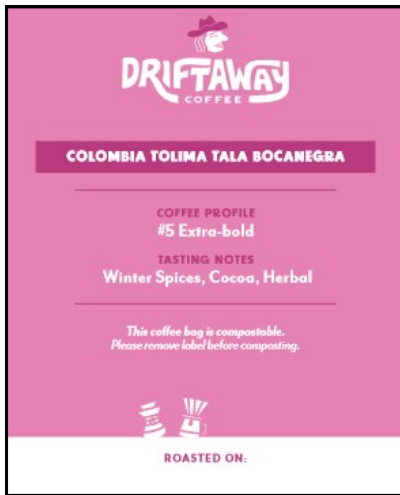 DRIFTAWAY
COFFEE
COLOMBIA TOLIMA TALA BOCANEGRA
COFFEE PROFILE
#5 Extra-bold
TASTING NOTES
Winter Spices, Cocoa, Herbal
This coffee bag is compostable.
Please remove label before composting.
ROASTED ON: